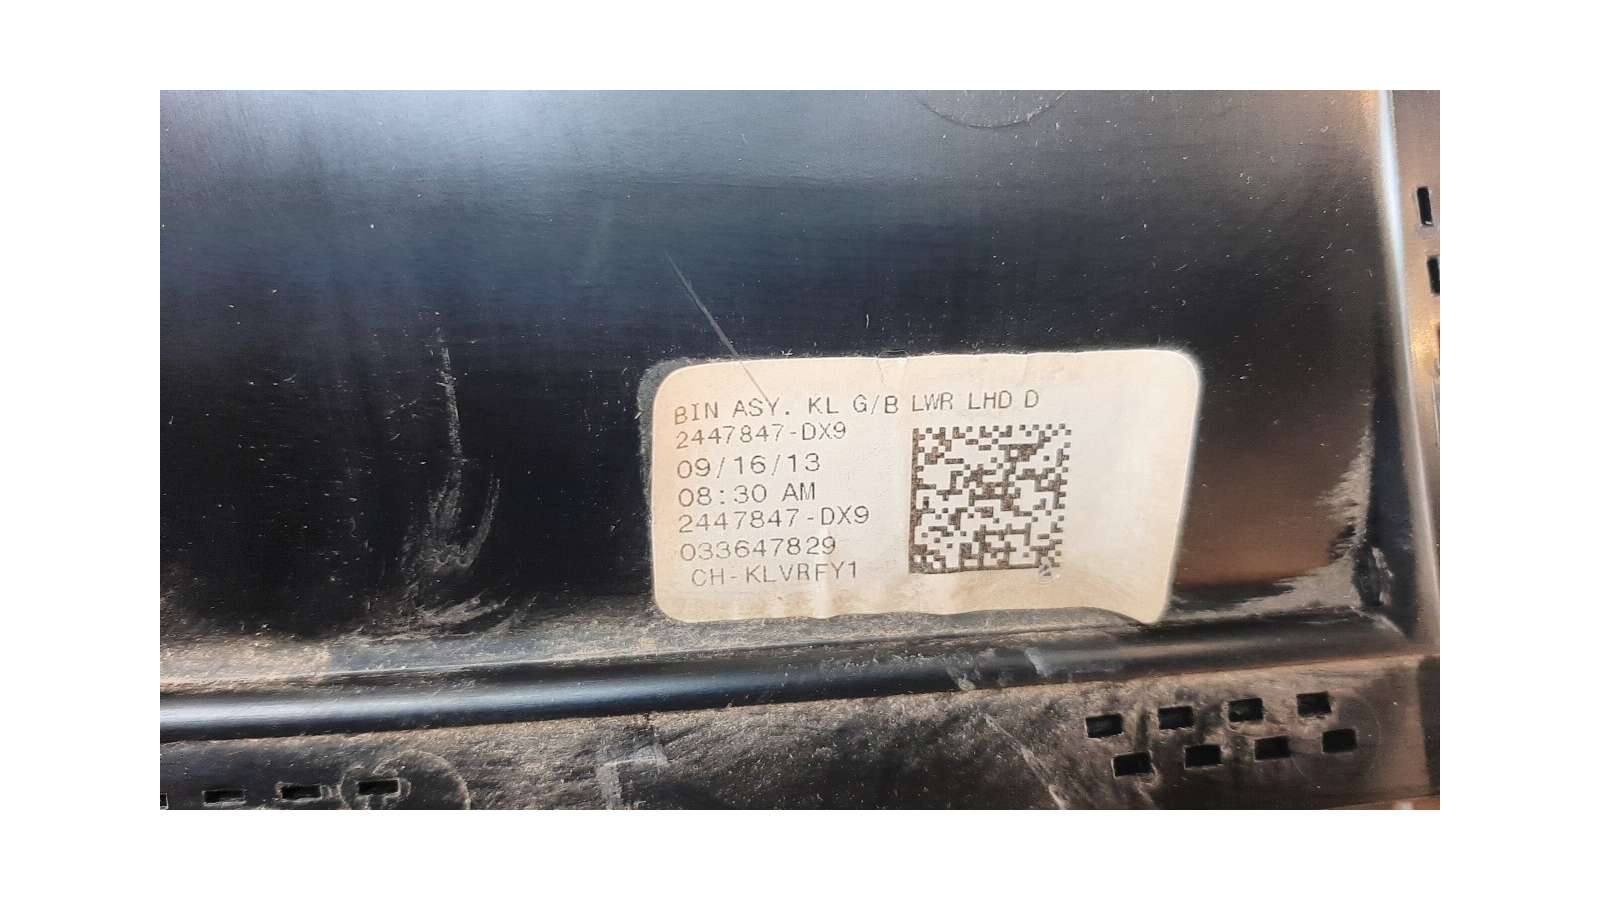 BIN ASY. KL G/B LWR LHD D
2447847-DX9
09/16/13
08:30 AM
2447847-DX9
033647829
CH-KLVRFY1